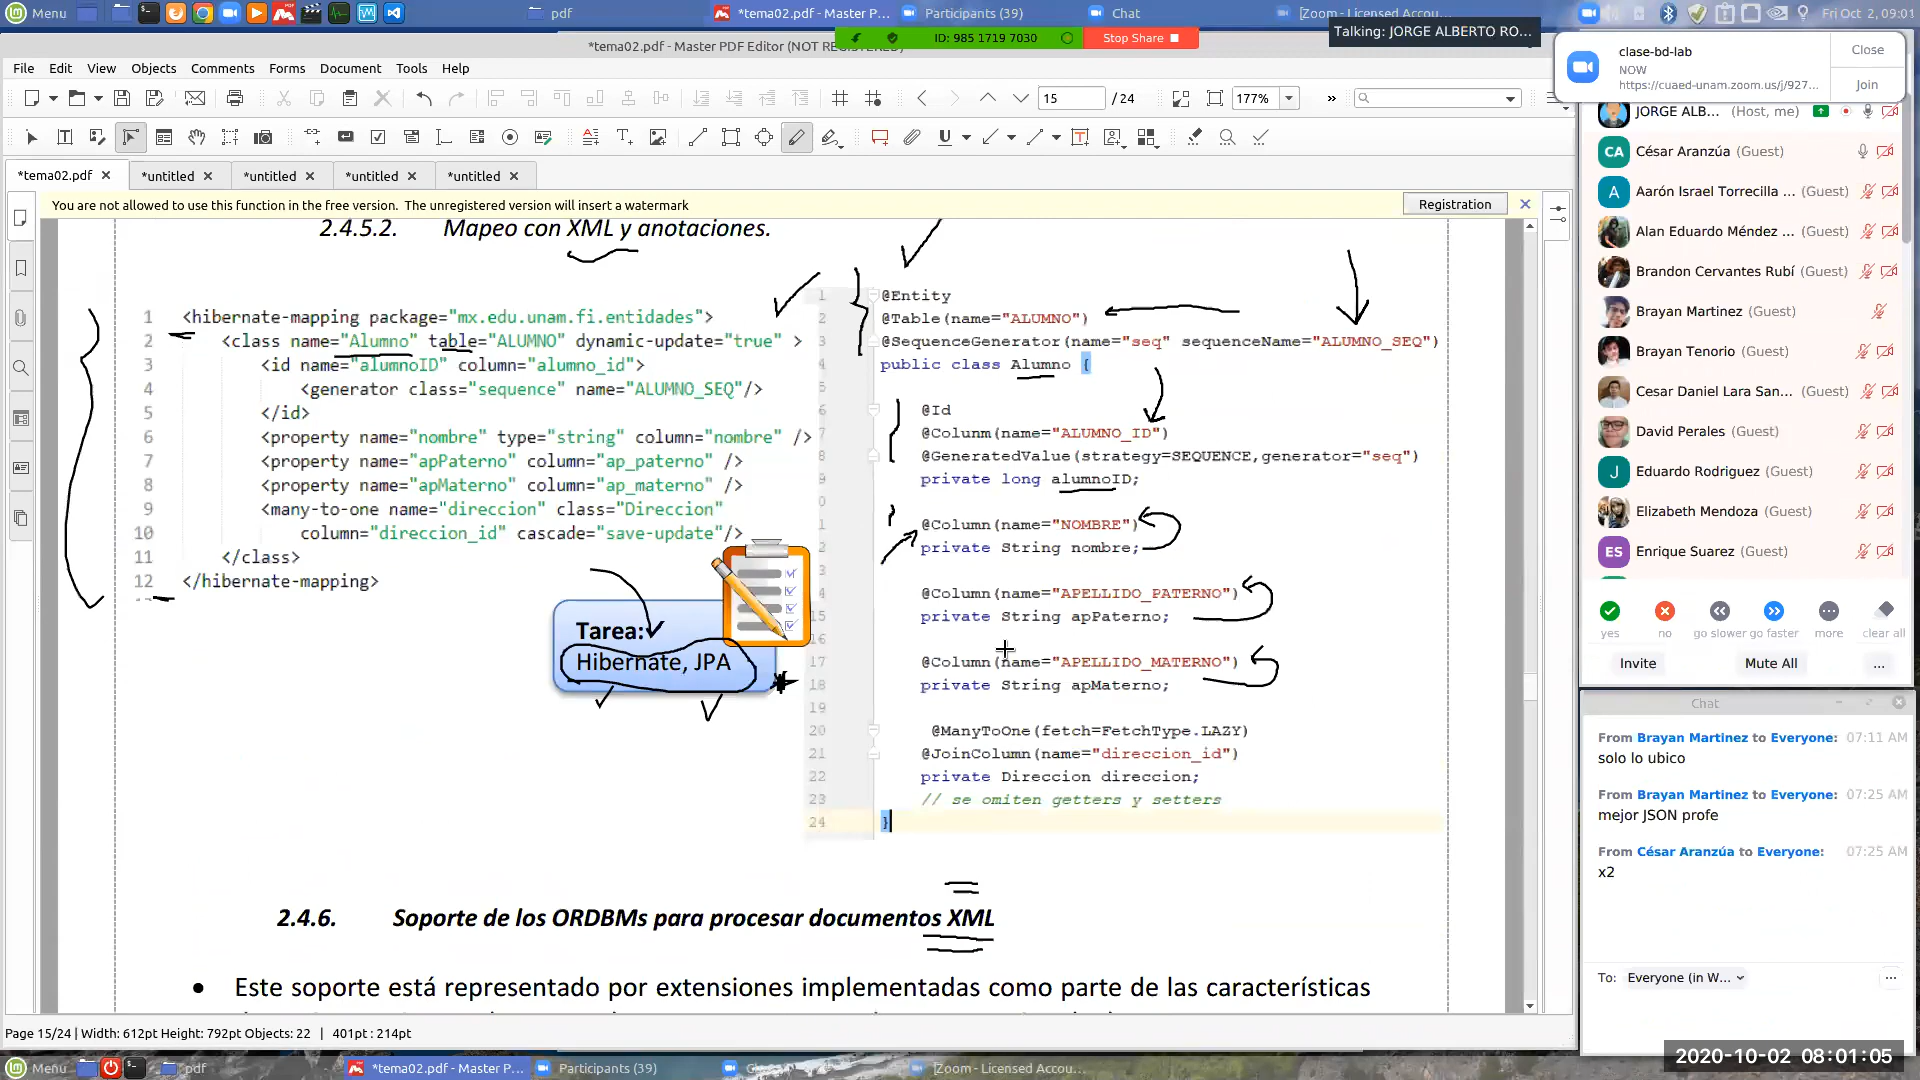 Menu
pdf
*tema02.pdf - Master P...
Participants (39)
Chat
[Zoom - Licensed Accou...
Fri Oct 2, 09:01
*tema02.pdf - Master PDF Editor (NOT REGISTERED)
ID: 985 1719 7030
Stop Share
Talking: JORGE ALBERTO RO...
File Edit View Objects Comments Forms Document Tools Help
15 / 24
177%
*tema02.pdf
*untitled
*untitled
*untitled
*untitled
You are not allowed to use this function in the free version. The unregistered version will insert a watermark
Registration
2.4.5.2. Mapeo con XML y anotaciones.
1 <hibernate-mapping package="mx.edu.unam.fi.entidades">
2 <class name="Alumno" table="ALUMNO" dynamic-update="true" >
3 <id name="alumnoID" column="alumno_id">
4 <generator class="sequence" name="ALUMNO_SEQ"/>
5 </id>
6 <property name="nombre" type="string" column="nombre" />
7 <property name="apPaterno" column="ap_paterno" />
8 <property name="apMaterno" column="ap_materno" />
9 <many-to-one name="direccion" class="Direccion"
10 column="direccion_id" cascade="save-update"/>
11 </class>
12 </hibernate-mapping>
Tarea:
Hibernate, JPA
1 @Entity
2 @Table(name="ALUMNO")
3 @SequenceGenerator(name="seq" sequenceName="ALUMNO_SEQ")
4 public class Alumno {
6 @Id
7 @Colunm(name="ALUMNO_ID")
8 @GeneratedValue(strategy=SEQUENCE,generator="seq")
9 private long alumnoID;
0
1 @Column(name="NOMBRE")
2 private String nombre;
3
4 @Column(name="APELLIDO_PATERNO")
15 private String apPaterno;
16
17 @Column(name="APELLIDO_MATERNO")
18 private String apMaterno;
19
20 @ManyToOne(fetch=FetchType.LAZY)
21 @JoinColumn(name="direccion_id")
22 private Direccion direccion;
23 // se omiten getters y setters
24 }
2.4.6. Soporte de los ORDBMs para procesar documentos XML
• Este soporte está representado por extensiones implementadas como parte de las características
Page 15/24 | Width: 612pt Height: 792pt Objects: 22 | 401pt : 214pt
clase-bd-lab
NOW
https://cuaed-unam.zoom.us/j/927...
Close
Join
JORGE ALB... (Host, me)
CA César Aranzúa (Guest)
A Aarón Israel Torrecilla ... (Guest)
Alan Eduardo Méndez ... (Guest)
Brandon Cervantes Rubí (Guest)
Brayan Martinez (Guest)
Brayan Tenorio (Guest)
Cesar Daniel Lara San... (Guest)
David Perales (Guest)
J Eduardo Rodriguez (Guest)
Elizabeth Mendoza (Guest)
ES Enrique Suarez (Guest)
yes no go slower go faster more clear all
Invite Mute All ...
Chat
From Brayan Martinez to Everyone: 07:11 AM
solo lo ubico
From Brayan Martinez to Everyone: 07:25 AM
mejor JSON profe
From César Aranzúa to Everyone: 07:25 AM
x2
To: Everyone (in W...
Menu
pdf
*tema02.pdf - Master P...
Participants (39)
[Zoom - Licensed Accou...
2020-10-02 08:01:05